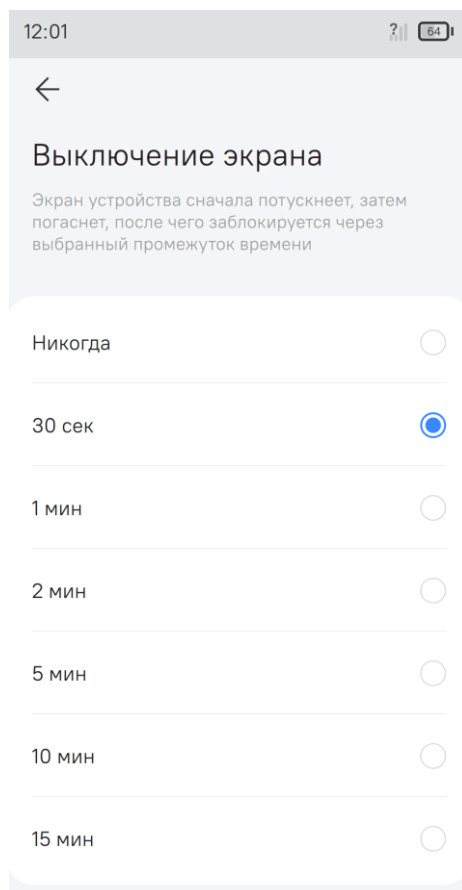 12:01
? 64
Выключение экрана
Экран устройства сначала потускнеет, затем
погаснет, после чего заблокируется через
выбранный промежуток времени
Никогда
30 сек
1 мин
2 мин
5 мин
10 мин
15 мин